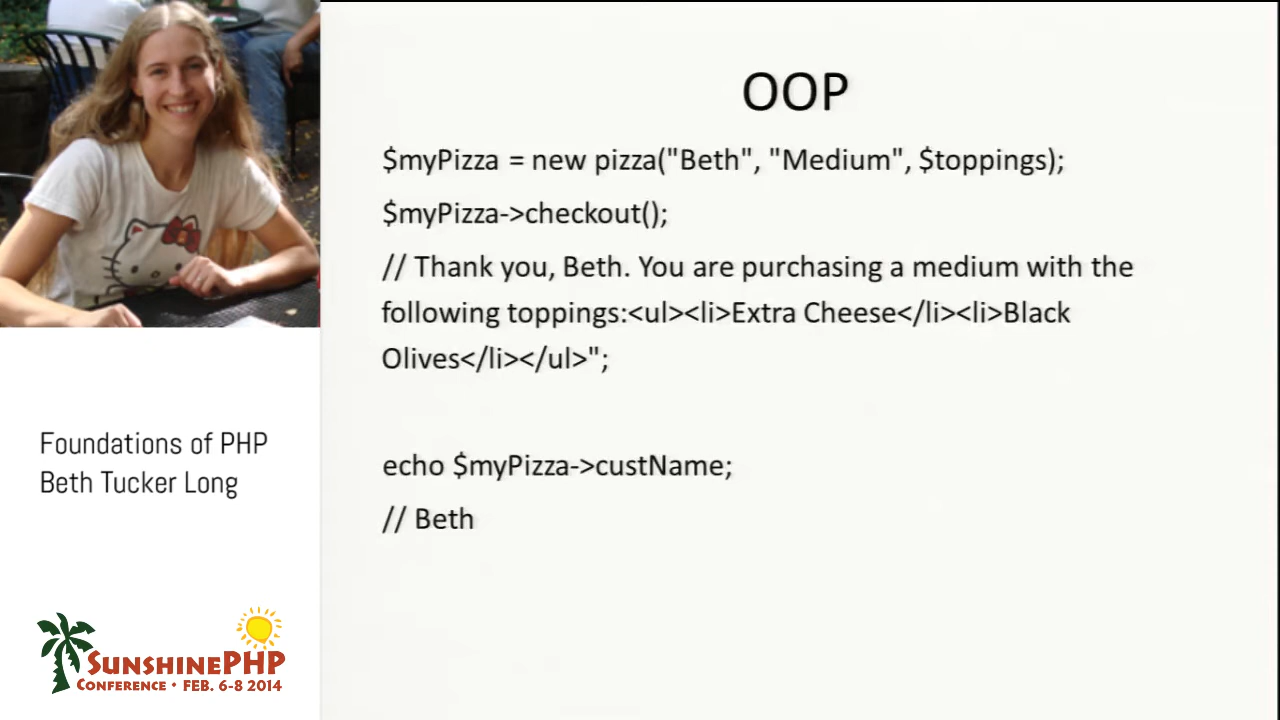 OOP
$myPizza = new pizza("Beth", "Medium", $toppings);
$myPizza->checkout();
// Thank you, Beth. You are purchasing a medium with the
following toppings:<ul><li>Extra Cheese</li><li>Black
Olives</li></ul>";
echo $myPizza->custName;
// Beth
Foundations of PHP
Beth Tucker Long
SUNSHINEPHP
CONFERENCE • FEB. 6-8 2014